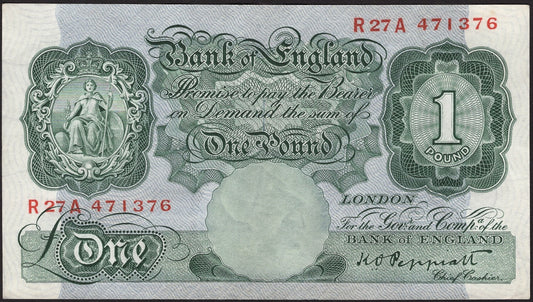 R27A 471376
Bank of England
Promise to pay the Bearer
on Demand the sum of
One Pound
1
POUND
R27A 471376
LONDON
For the Gov.r and Comp.a of the
BANK OF ENGLAND
K O Peppiatt
Chief Cashier.
£ One